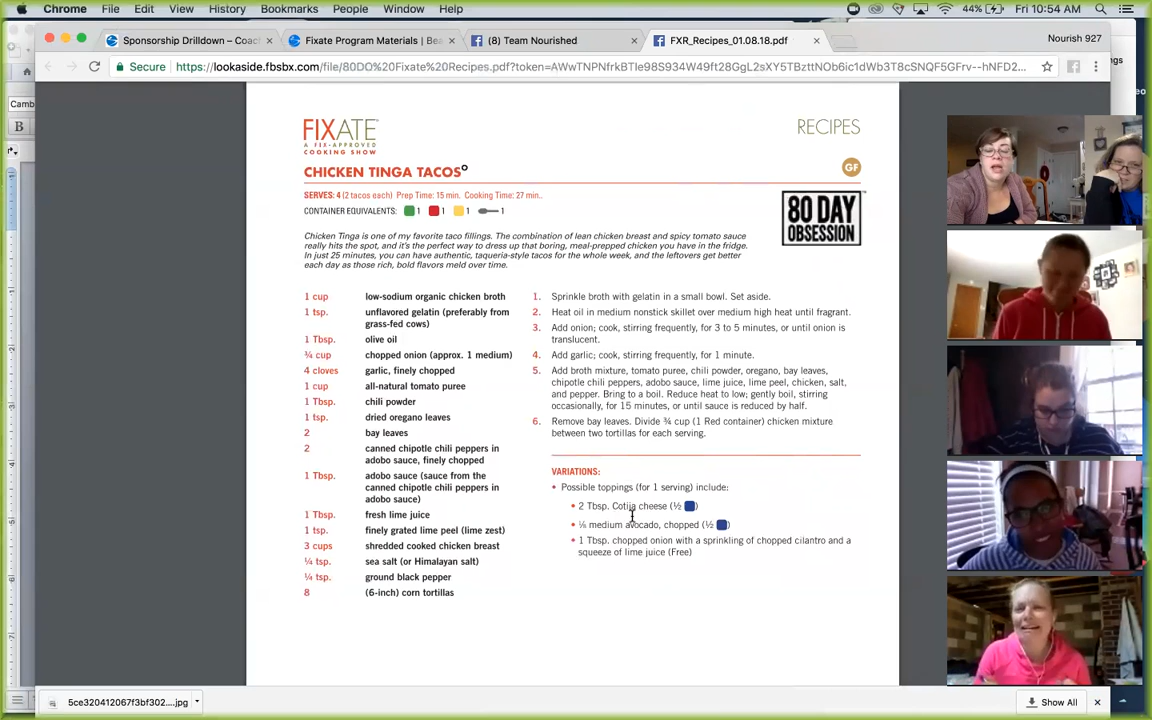 Chrome File Edit View History Bookmarks People Window Help 44% Fri 10:54 AM
Sponsorship Drilldown – Coach
Fixate Program Materials | Bea
(8) Team Nourished
FXR_Recipes_01.08.18.pdf
Nourish 927
Secure https://lookaside.fbsbx.com/file/80DO%20Fixate%20Recipes.pdf?token=
Camb
B
FIXATE
A FIX-APPROVED
COOKING SHOW
RECIPES
CHICKEN TINGA TACOS
GF
SERVES: 4 (2 tacos each) Prep Time: 15 min. Cooking Time: 27 min..
CONTAINER EQUIVALENTS: 1 1 1 1
80 DAY
OBSESSION
Chicken Tinga is one of my favorite taco fillings. The combination of lean chicken breast and spicy tomato sauce
really hits the spot, and it's the perfect way to dress up that boring, meal-prepped chicken you have in the fridge.
In just 25 minutes, you can have authentic, taqueria-style tacos for the whole week, and the leftovers get better
each day as those rich, bold flavors meld over time.
1 cup low-sodium organic chicken broth
1 tsp. unflavored gelatin (preferably from
grass-fed cows)
1 Tbsp. olive oil
¾ cup chopped onion (approx. 1 medium)
4 cloves garlic, finely chopped
1 cup all-natural tomato puree
1 Tbsp. chili powder
1 tsp. dried oregano leaves
2 bay leaves
2 canned chipotle chili peppers in
adobo sauce, finely chopped
1 Tbsp. adobo sauce (sauce from the
canned chipotle chili peppers in
adobo sauce)
1 Tbsp. fresh lime juice
1 tsp. finely grated lime peel (lime zest)
3 cups shredded cooked chicken breast
¼ tsp. sea salt (or Himalayan salt)
¼ tsp. ground black pepper
8 (6-inch) corn tortillas
1. Sprinkle broth with gelatin in a small bowl. Set aside.
2. Heat oil in medium nonstick skillet over medium high heat until fragrant.
3. Add onion; cook, stirring frequently, for 3 to 5 minutes, or until onion is
translucent.
4. Add garlic; cook, stirring frequently, for 1 minute.
5. Add broth mixture, tomato puree, chili powder, oregano, bay leaves,
chipotle chili peppers, adobo sauce, lime juice, lime peel, chicken, salt,
and pepper. Bring to a boil. Reduce heat to low; gently boil, stirring
occasionally, for 15 minutes, or until sauce is reduced by half.
6. Remove bay leaves. Divide ¾ cup (1 Red container) chicken mixture
between two tortillas for each serving.
VARIATIONS:
• Possible toppings (for 1 serving) include:
• 2 Tbsp. Cotija cheese (½ )
• ⅛ medium avocado, chopped (½ )
• 1 Tbsp. chopped onion with a sprinkling of chopped cilantro and a
squeeze of lime juice (Free)
5ce320412067f3bf302....jpg
Show All